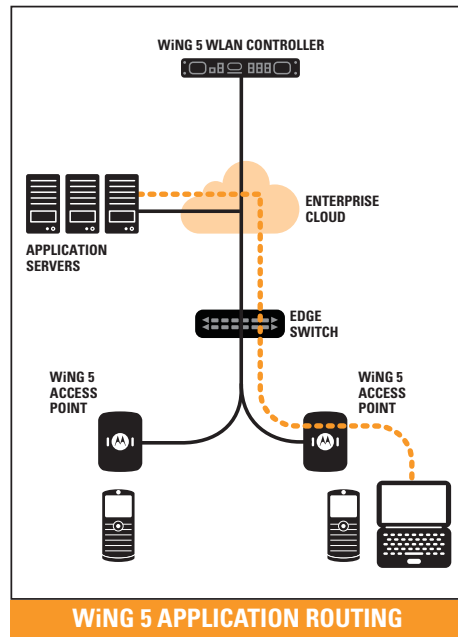 WiNG 5 WLAN CONTROLLER
ENTERPRISE
CLOUD
APPLICATION
SERVERS
EDGE
SWITCH
WiNG 5
ACCESS
POINT
WiNG 5
ACCESS
POINT
WiNG 5 APPLICATION ROUTING